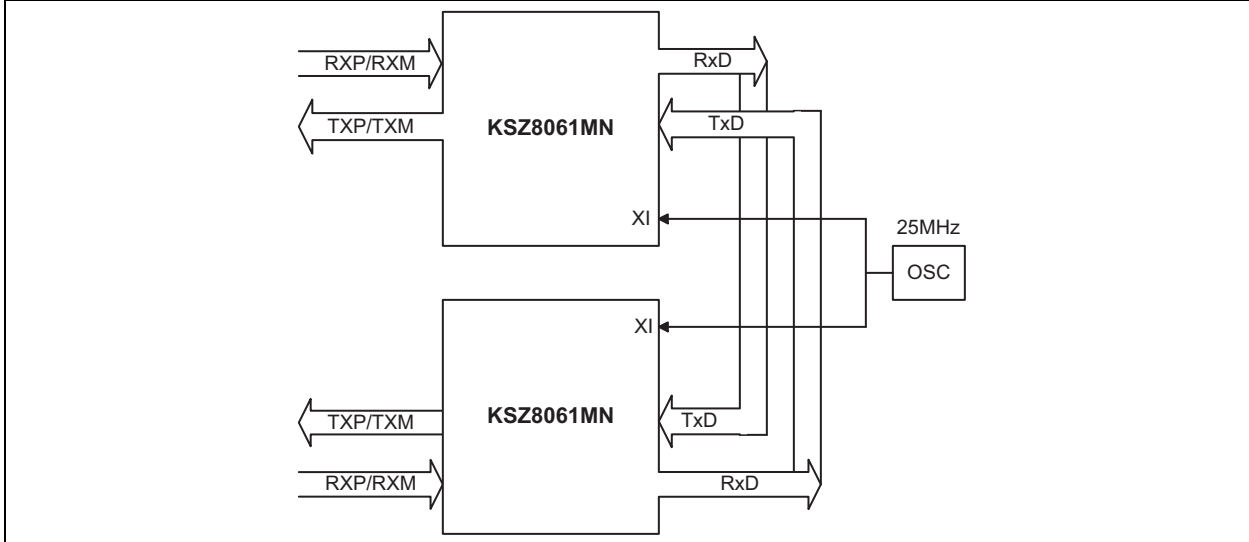 RXP/RXM
RxD
TXP/TXM
KSZ8061MN
TxD
XI
25MHz
OSC
XI
TXP/TXM
KSZ8061MN
TxD
RXP/RXM
RxD